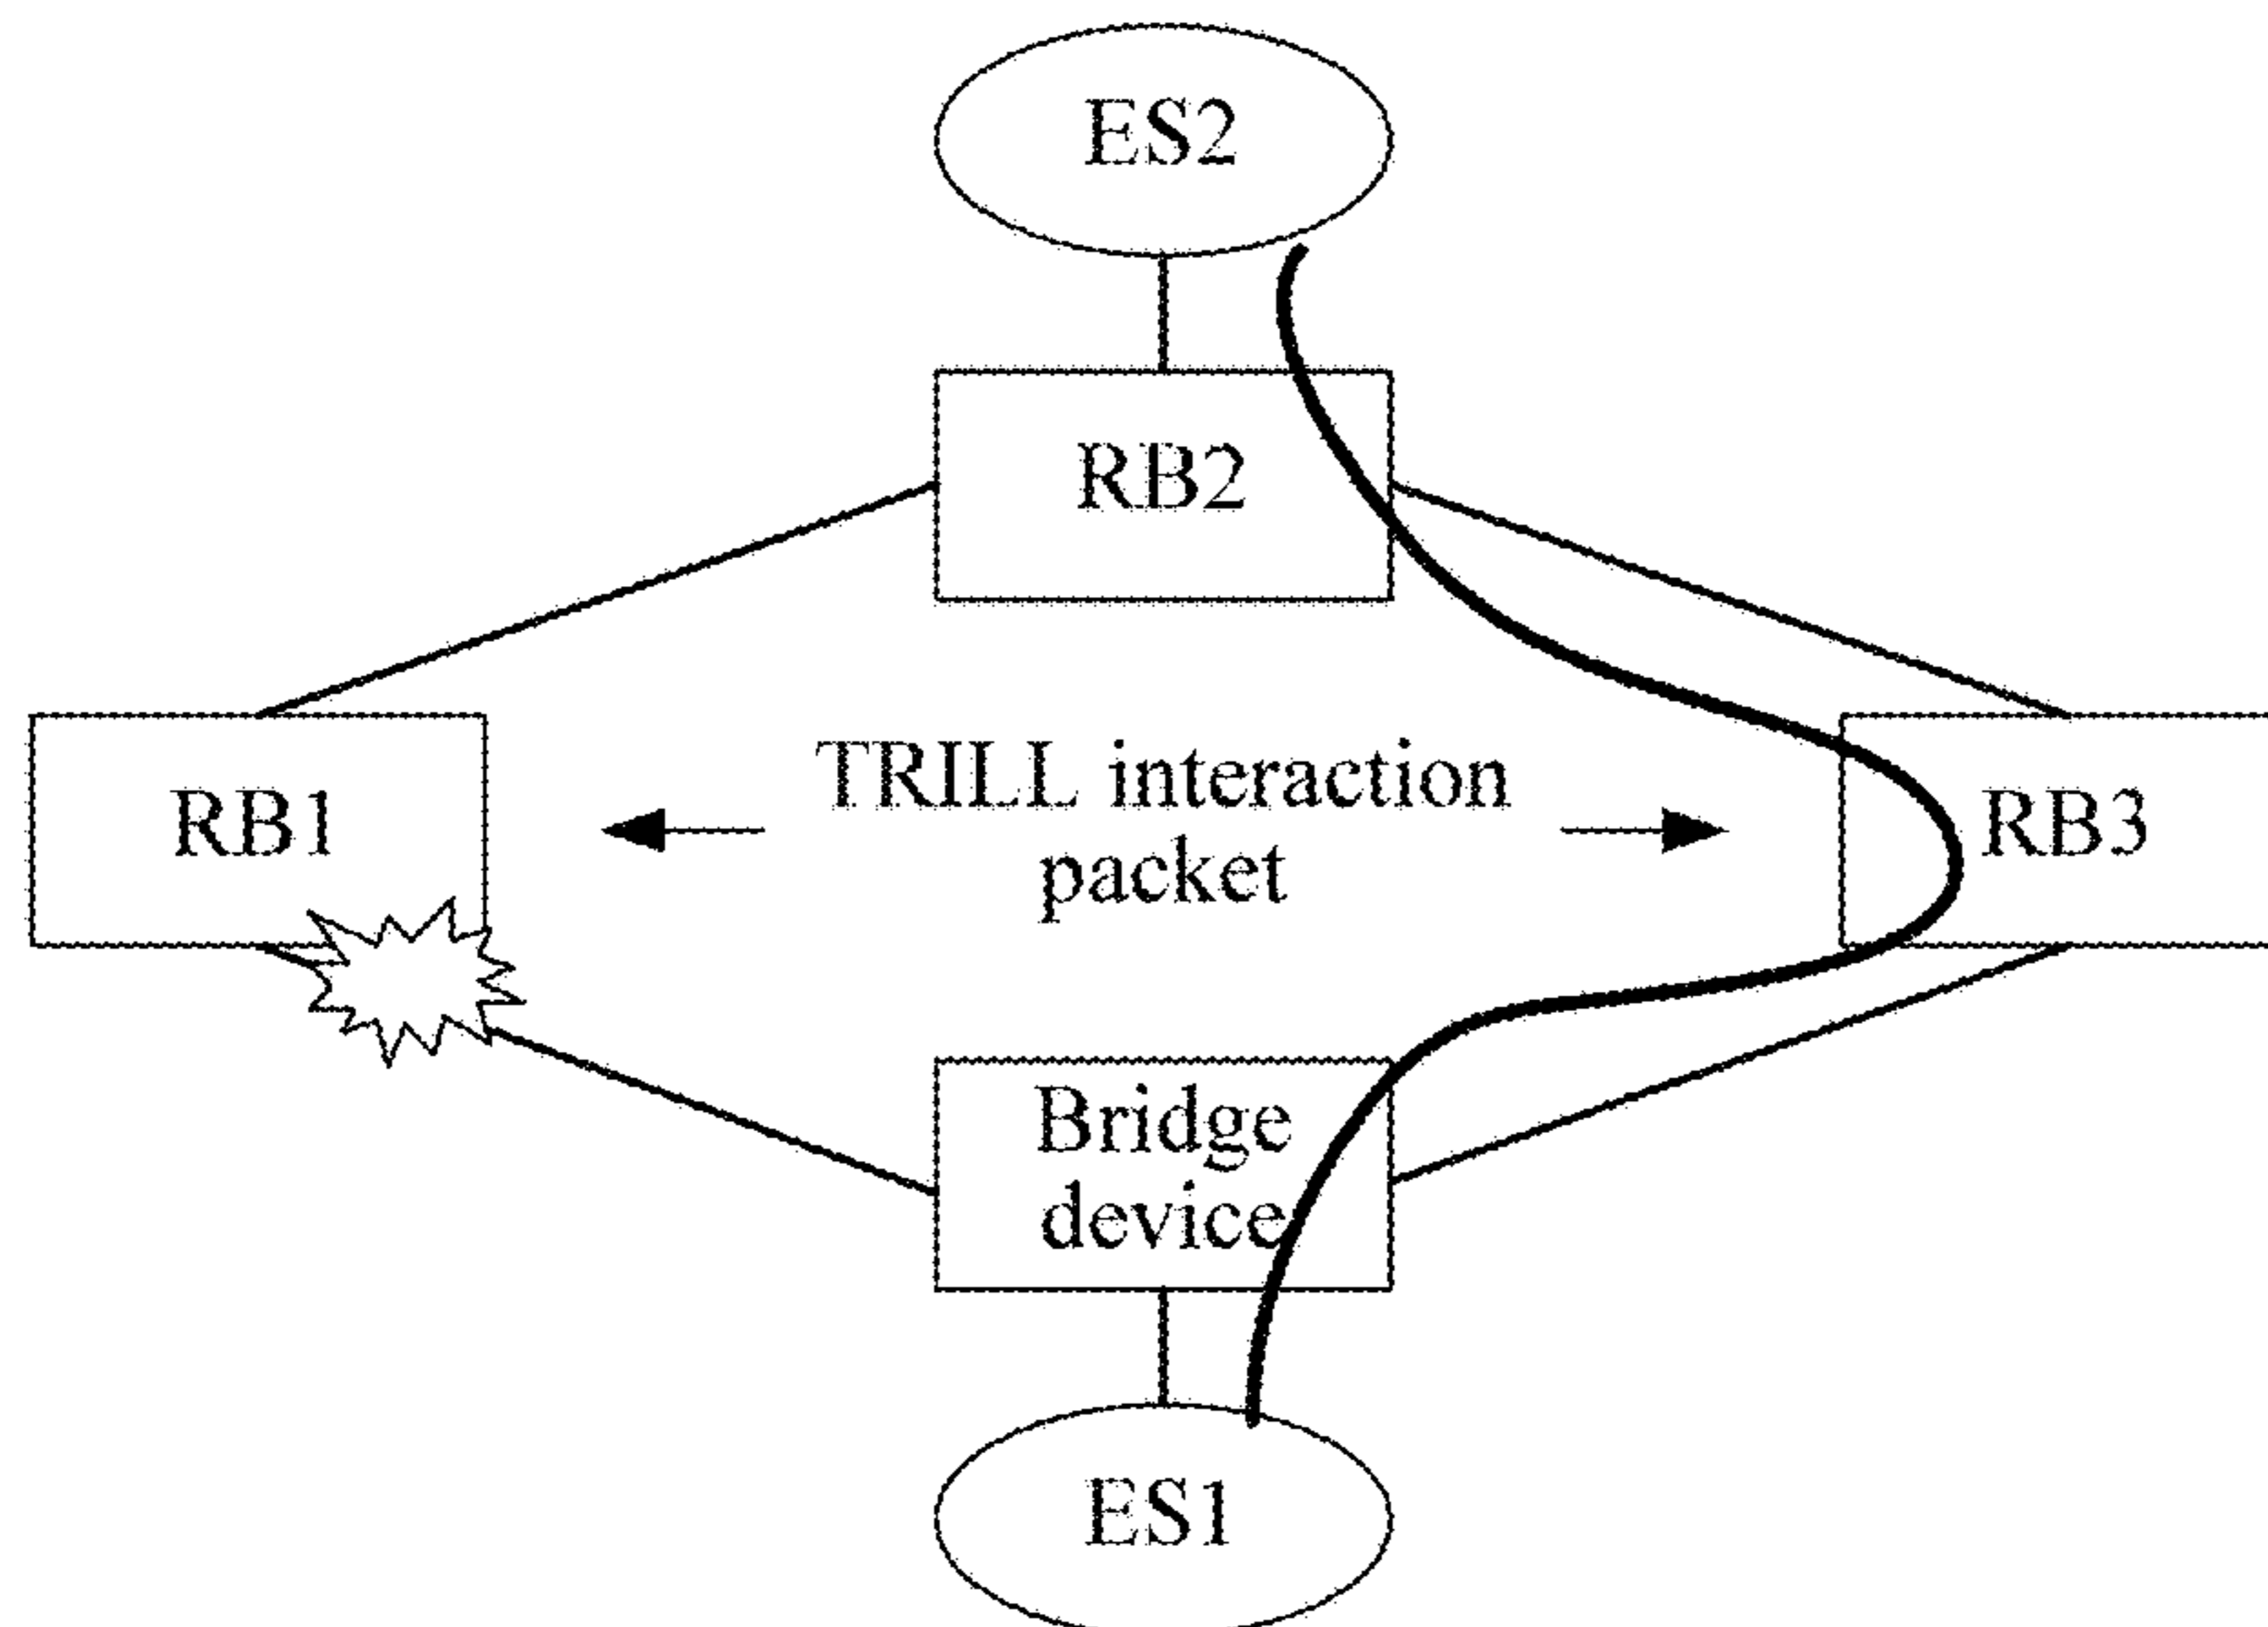 ES2
RB2
RB1
TRILL interaction
packet
RB3
Bridge
device
ES1